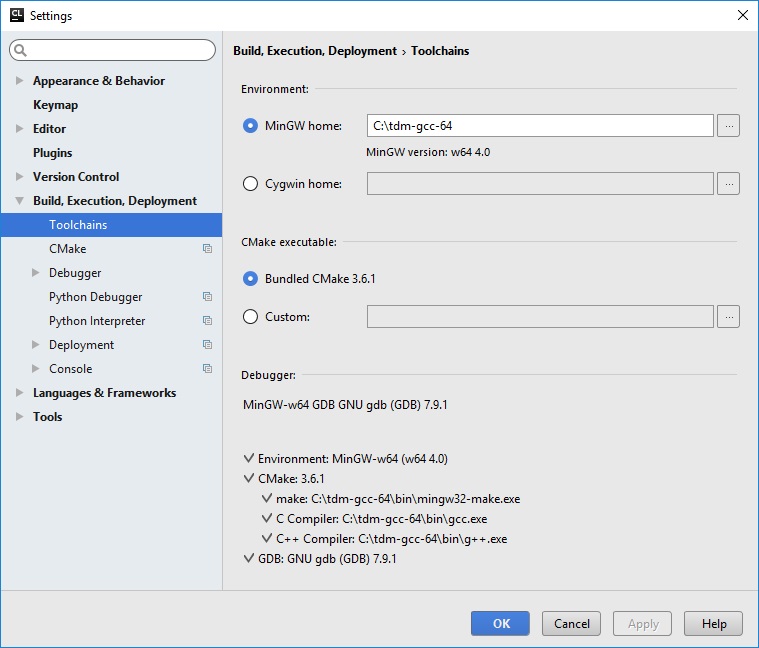 CL Settings
Build, Execution, Deployment › Toolchains
Appearance & Behavior
Keymap
Editor
Plugins
Version Control
Build, Execution, Deployment
Toolchains
CMake
Debugger
Python Debugger
Python Interpreter
Deployment
Console
Languages & Frameworks
Tools
Environment:
MinGW home: C:\tdm-gcc-64 ...
MinGW version: w64 4.0
Cygwin home: ...
CMake executable:
Bundled CMake 3.6.1
Custom: ...
Debugger:
MinGW-w64 GDB GNU gdb (GDB) 7.9.1
Environment: MinGW-w64 (w64 4.0)
CMake: 3.6.1
make: C:\tdm-gcc-64\bin\mingw32-make.exe
C Compiler: C:\tdm-gcc-64\bin\gcc.exe
C++ Compiler: C:\tdm-gcc-64\bin\g++.exe
GDB: GNU gdb (GDB) 7.9.1
OK Cancel Apply Help